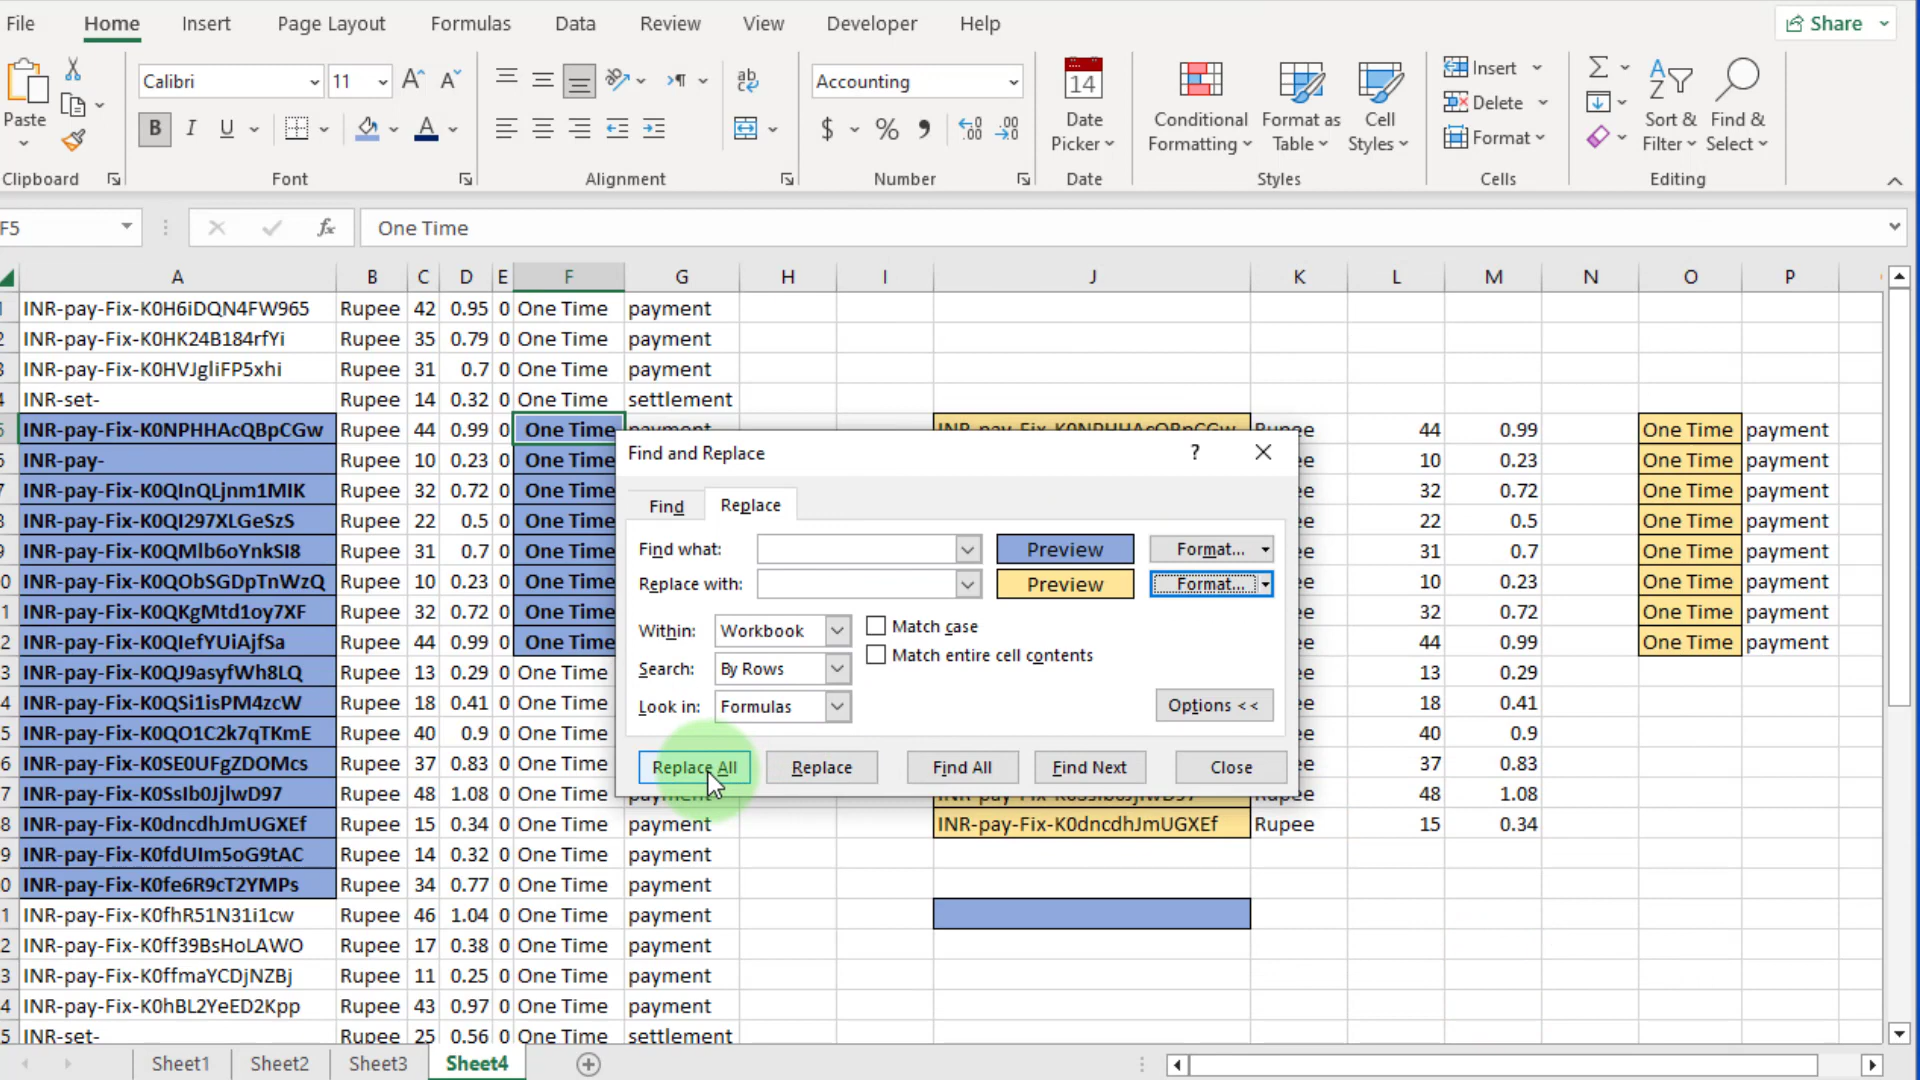 File Home Insert Page Layout Formulas Data Review View Developer Help Share
Calibri 11 Accounting 14 Insert
Delete
Paste Date Conditional Format as Cell Sort & Find &
Picker Formatting Table Styles Format Filter Select
Clipboard Font Alignment Number Date Styles Cells Editing
F5 fx One Time
A B C D E F G H I J K L M N O P
1 INR-pay-Fix-K0H6iDQN4FW965 Rupee 42 0.95 0 One Time payment
2 INR-pay-Fix-K0HK24B184rfYi Rupee 35 0.79 0 One Time payment
3 INR-pay-Fix-K0HVJgliFP5xhi Rupee 31 0.7 0 One Time payment
4 INR-set- Rupee 14 0.32 0 One Time settlement
5 INR-pay-Fix-K0NPHHAcQBpCGw Rupee 44 0.99 0 One Time payment INR-pay-Fix-K0NPHHAcQBpCGw Rupee 44 0.99 One Time payment
6 INR-pay- Rupee 10 0.23 0 One Time ee 10 0.23 One Time payment
7 INR-pay-Fix-K0QInQLjnm1MIK Rupee 32 0.72 0 One Time ee 32 0.72 One Time payment
8 INR-pay-Fix-K0QI297XLGeSzS Rupee 22 0.5 0 One Time ee 22 0.5 One Time payment
9 INR-pay-Fix-K0QMlb6oYnkSI8 Rupee 31 0.7 0 One Time ee 31 0.7 One Time payment
0 INR-pay-Fix-K0QObSGDpTnWzQ Rupee 10 0.23 0 One Time ee 10 0.23 One Time payment
1 INR-pay-Fix-K0QKgMtd1oy7XF Rupee 32 0.72 0 One Time ee 32 0.72 One Time payment
2 INR-pay-Fix-K0QIefYUiAjfSa Rupee 44 0.99 0 One Time ee 44 0.99 One Time payment
3 INR-pay-Fix-K0QJ9asyfWh8LQ Rupee 13 0.29 0 One Time ee 13 0.29
4 INR-pay-Fix-K0QSi1isPM4zcW Rupee 18 0.41 0 One Time ee 18 0.41
5 INR-pay-Fix-K0QO1C2k7qTKmE Rupee 40 0.9 0 One Time ee 40 0.9
6 INR-pay-Fix-K0SE0UFgZDOMcs Rupee 37 0.83 0 One Time ee 37 0.83
7 INR-pay-Fix-K0SsIb0JjlwD97 Rupee 48 1.08 0 One Time payment INR-pay-Fix-K0SsIb0JjlwD97 Rupee 48 1.08
8 INR-pay-Fix-K0dncdhJmUGXEf Rupee 15 0.34 0 One Time payment INR-pay-Fix-K0dncdhJmUGXEf Rupee 15 0.34
9 INR-pay-Fix-K0fdUIm5oG9tAC Rupee 14 0.32 0 One Time payment
0 INR-pay-Fix-K0fe6R9cT2YMPs Rupee 34 0.77 0 One Time payment
1 INR-pay-Fix-K0fhR51N31i1cw Rupee 46 1.04 0 One Time payment
2 INR-pay-Fix-K0ff39BsHoLAWO Rupee 17 0.38 0 One Time payment
3 INR-pay-Fix-K0ffmaYCDjNZBj Rupee 11 0.25 0 One Time payment
4 INR-pay-Fix-K0hBL2YeED2Kpp Rupee 43 0.97 0 One Time payment
5 INR-set- Rupee 25 0.56 0 One Time settlement
Find and Replace ?
Find Replace
Find what: Preview Format...
Replace with: Preview Format...
Within: Workbook Match case
Search: By Rows Match entire cell contents
Look in: Formulas Options <<
Replace All Replace Find All Find Next Close
Sheet1 Sheet2 Sheet3 Sheet4